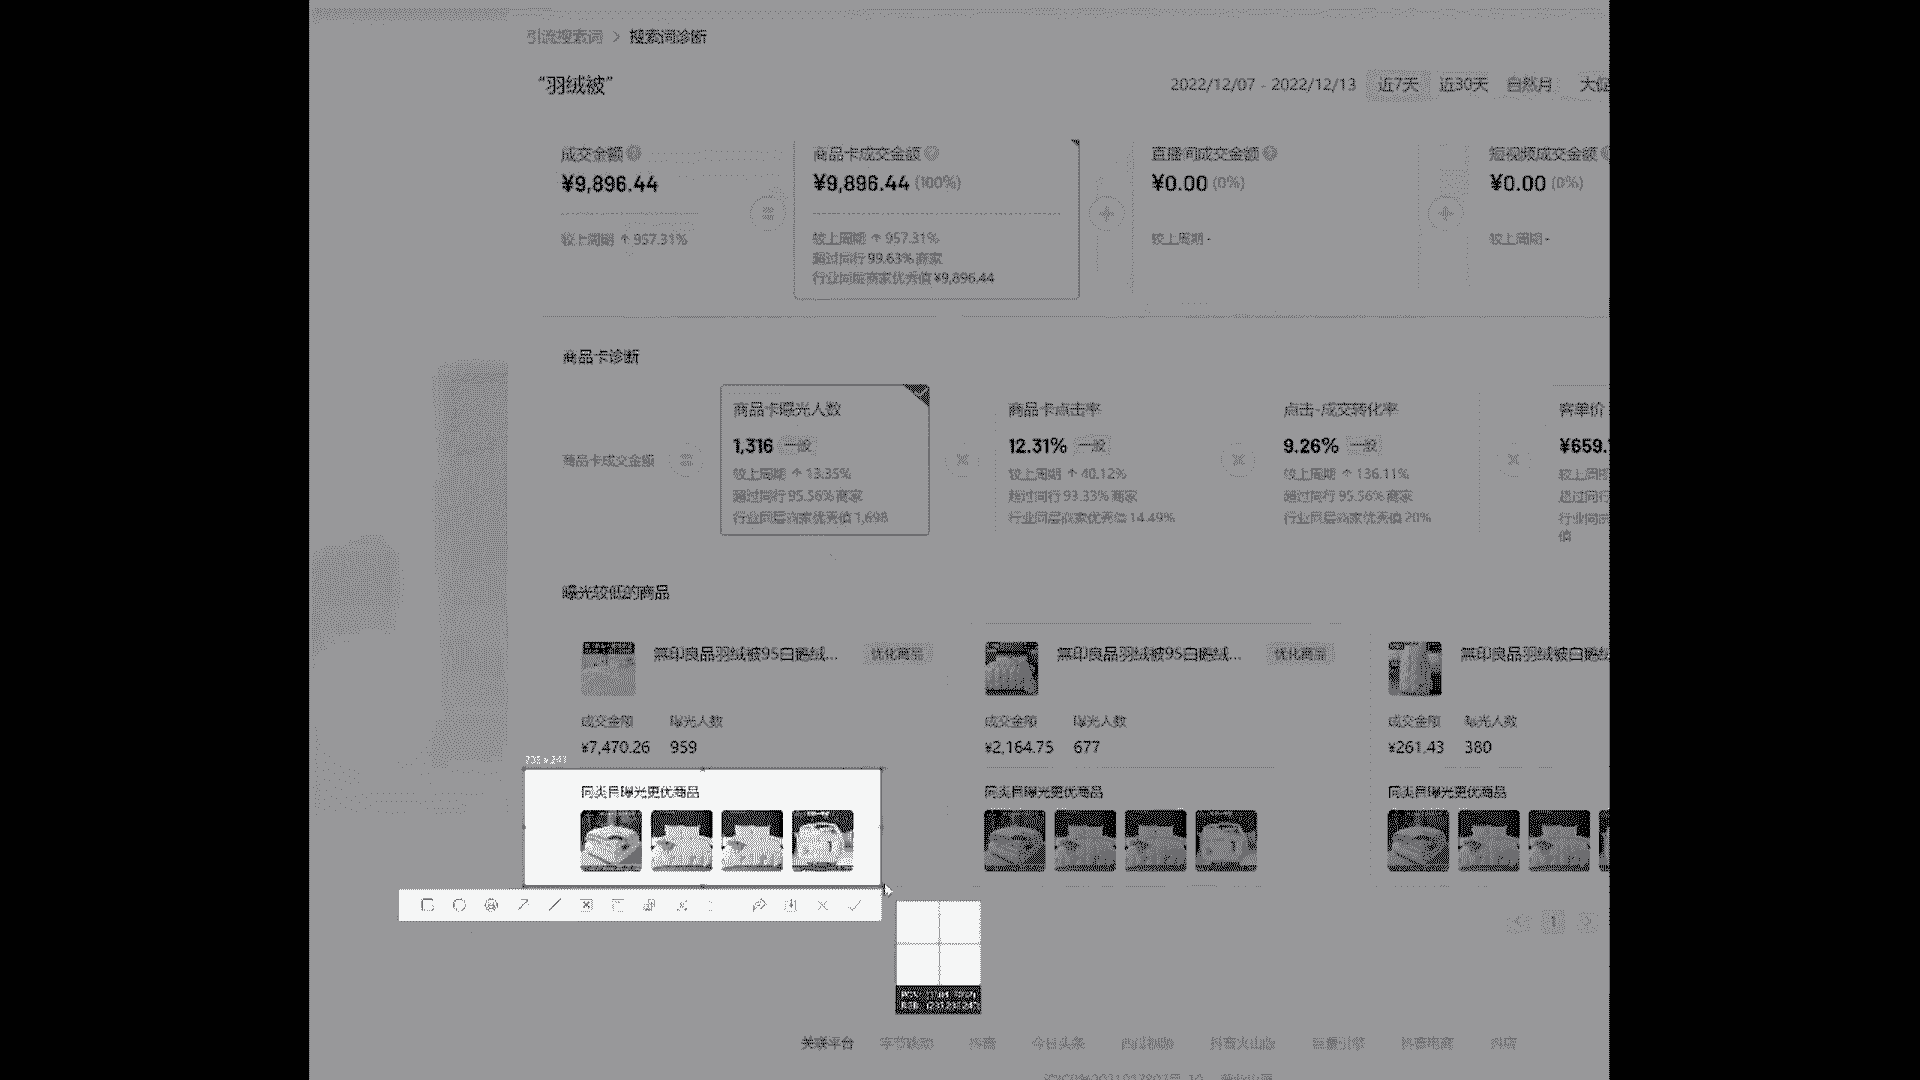 引流搜索词 > 搜索词诊断
“羽绒被”
2022/12/07 - 2022/12/13 近7天 近30天 自然月 大促
成交金额
¥9,896.44
较上周期 ↑ 957.31%
商品卡成交金额
¥9,896.44 (100%)
较上周期 ↑ 957.31%
超过同行 99.63% 商家
行业同层商家优秀值 ¥9,896.44
直播间成交金额
¥0.00 (0%)
较上周期 -
短视频成交金额
¥0.00 (0%)
较上周期 -
商品卡诊断
商品卡成交金额
商品卡曝光人数
1,316 一般
较上周期 ↑ 13.35%
超过同行 95.56% 商家
行业同层商家优秀值 1,698
商品卡点击率
12.31% 一般
较上周期 ↑ 40.12%
超过同行 93.33% 商家
行业同层商家优秀值 14.49%
点击-成交转化率
9.26% 一般
较上周期 ↑ 136.11%
超过同行 95.56% 商家
行业同层商家优秀值 20%
客单价
¥659.
较上周期
超过同行
行业同层
值
曝光较低的商品
無印良品羽绒被95白鹅绒... 优化商品
成交金额 曝光人数
¥7,470.26 959
同类目曝光更优商品
無印良品羽绒被95白鹅绒... 优化商品
成交金额 曝光人数
¥2,164.75 677
同类目曝光更优商品
無印良品羽绒被白鹅绒
成交金额 曝光人数
¥261.43 380
同类目曝光更优商品
1
关联平台 字节跳动 抖音 今日头条 西瓜视频 抖音火山版 巨量引擎 抖音电商 抖店